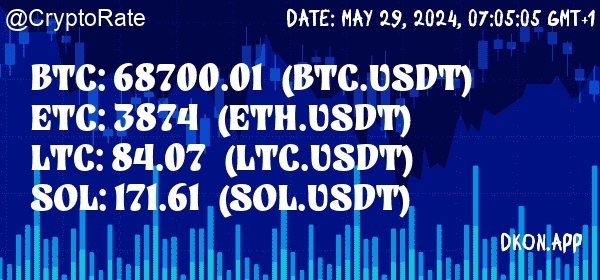 @CryptoRate
DATE: MAY 29, 2024, 07:05:05 GMT+1
BTC: 68700.01 (BTC.USDT)
ETC: 3874 (ETH.USDT)
LTC: 84.07 (LTC.USDT)
SOL: 171.61 (SOL.USDT)
DKON.APP